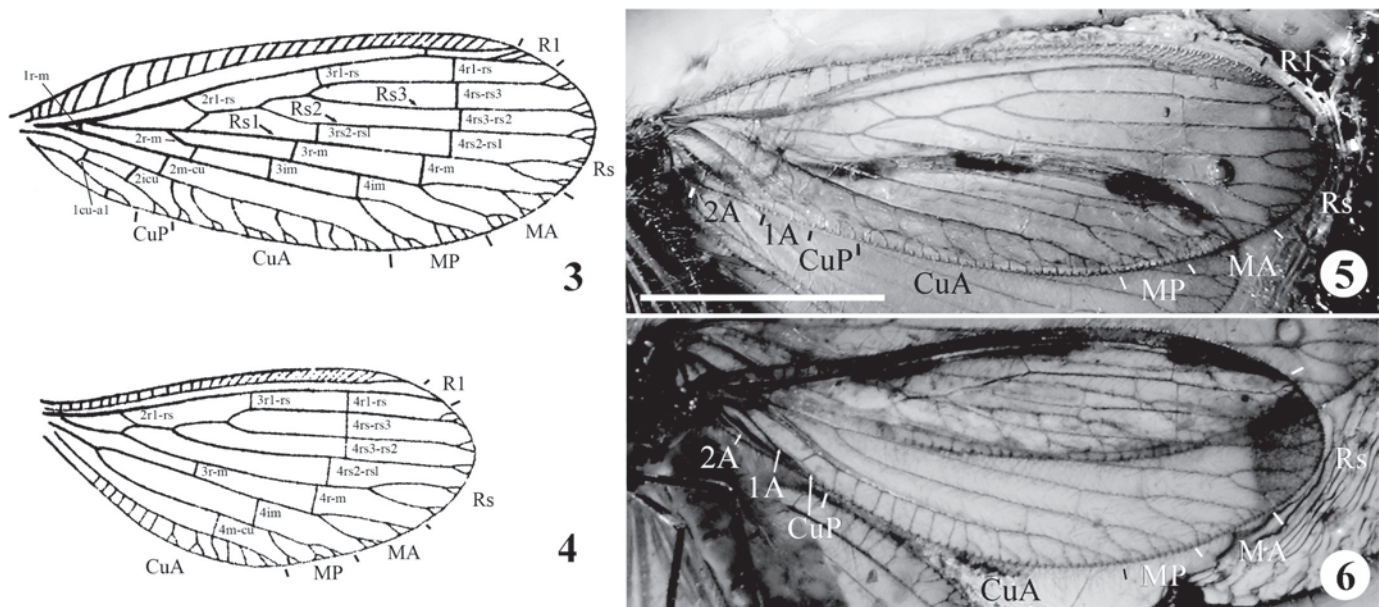 1r-m
2r1-rs
3r1-rs
4r1-rs
R1
Rs3
4rs-rs3
Rs1
Rs2
4rs3-rs2
2r-m
3rs2-rsl
4rs2-rs1
3r-m
2m-cu
3im
4r-m
Rs
2icu
4im
1cu-a1
CuP
CuA
MP
MA
3
R1
Rs
2A
1A
CuP
CuA
MP
MA
5
2r1-rs
3r1-rs
4r1-rs
R1
4rs-rs3
4rs3-rs2
4rs2-rsl
3r-m
4r-m
Rs
4im
4m-cu
CuA
MP
MA
4
2A
1A
CuP
CuA
MP
MA
Rs
6